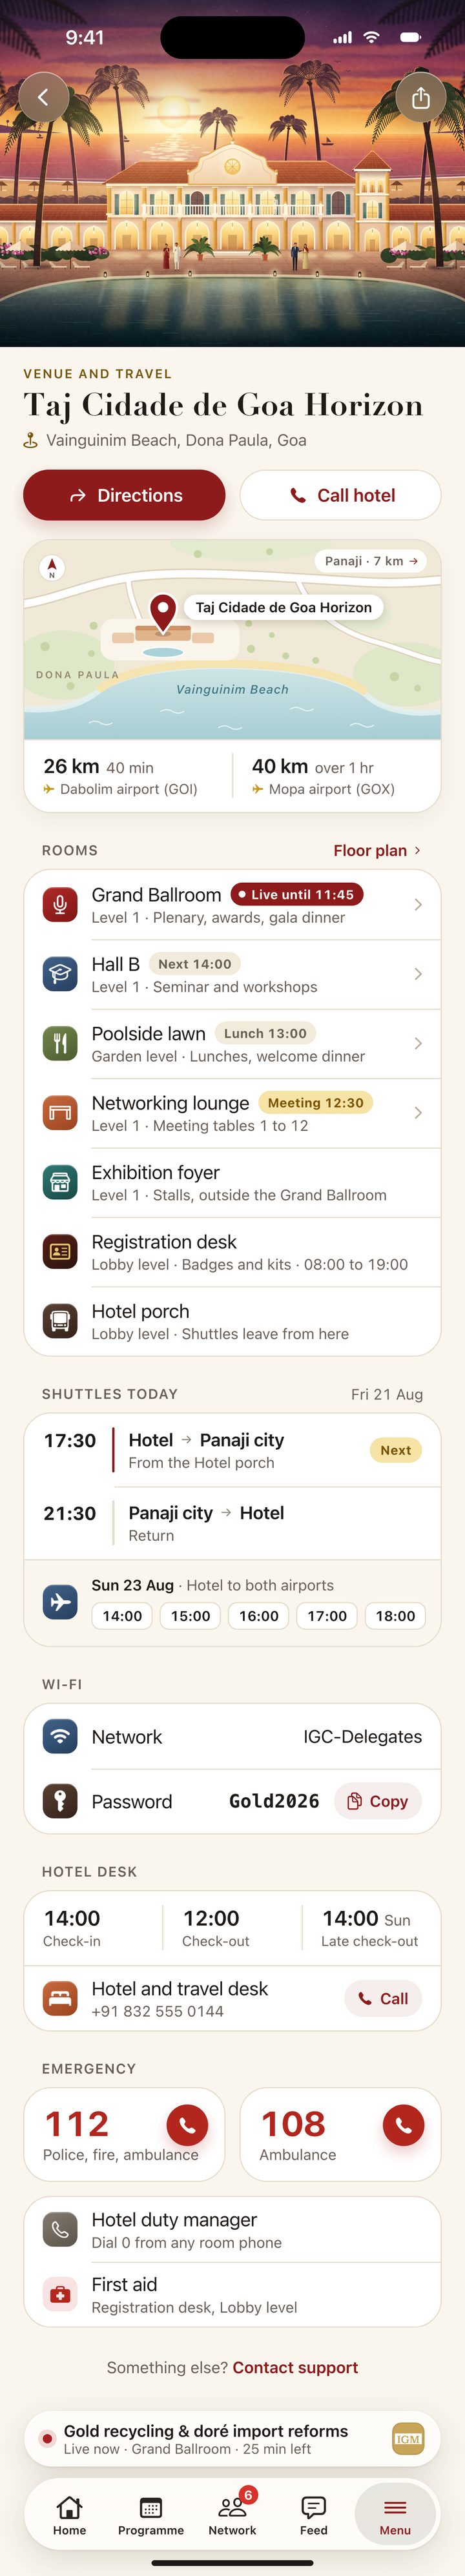 9:41
VENUE AND TRAVEL
Taj Cidade de Goa Horizon
Vainguinim Beach, Dona Paula, Goa
Directions
Call hotel
N
Panaji · 7 km →
Taj Cidade de Goa Horizon
DONA PAULA
Vainguinim Beach
26 km 40 min
Dabolim airport (GOI)
40 km over 1 hr
Mopa airport (GOX)
ROOMS
Floor plan
Grand Ballroom Live until 11:45
Level 1 · Plenary, awards, gala dinner
Hall B Next 14:00
Level 1 · Seminar and workshops
Poolside lawn Lunch 13:00
Garden level · Lunches, welcome dinner
Networking lounge Meeting 12:30
Level 1 · Meeting tables 1 to 12
Exhibition foyer
Level 1 · Stalls, outside the Grand Ballroom
Registration desk
Lobby level · Badges and kits · 08:00 to 19:00
Hotel porch
Lobby level · Shuttles leave from here
SHUTTLES TODAY
Fri 21 Aug
17:30 Hotel → Panaji city
From the Hotel porch
Next
21:30 Panaji city → Hotel
Return
Sun 23 Aug · Hotel to both airports
14:00 15:00 16:00 17:00 18:00
WI-FI
Network IGC-Delegates
Password Gold2026 Copy
HOTEL DESK
14:00
Check-in
12:00
Check-out
14:00 Sun
Late check-out
Hotel and travel desk
+91 832 555 0144
Call
EMERGENCY
112
Police, fire, ambulance
108
Ambulance
Hotel duty manager
Dial 0 from any room phone
First aid
Registration desk, Lobby level
Something else? Contact support
Gold recycling & doré import reforms
Live now · Grand Ballroom · 25 min left
IGM
6
Home Programme Network Feed Menu